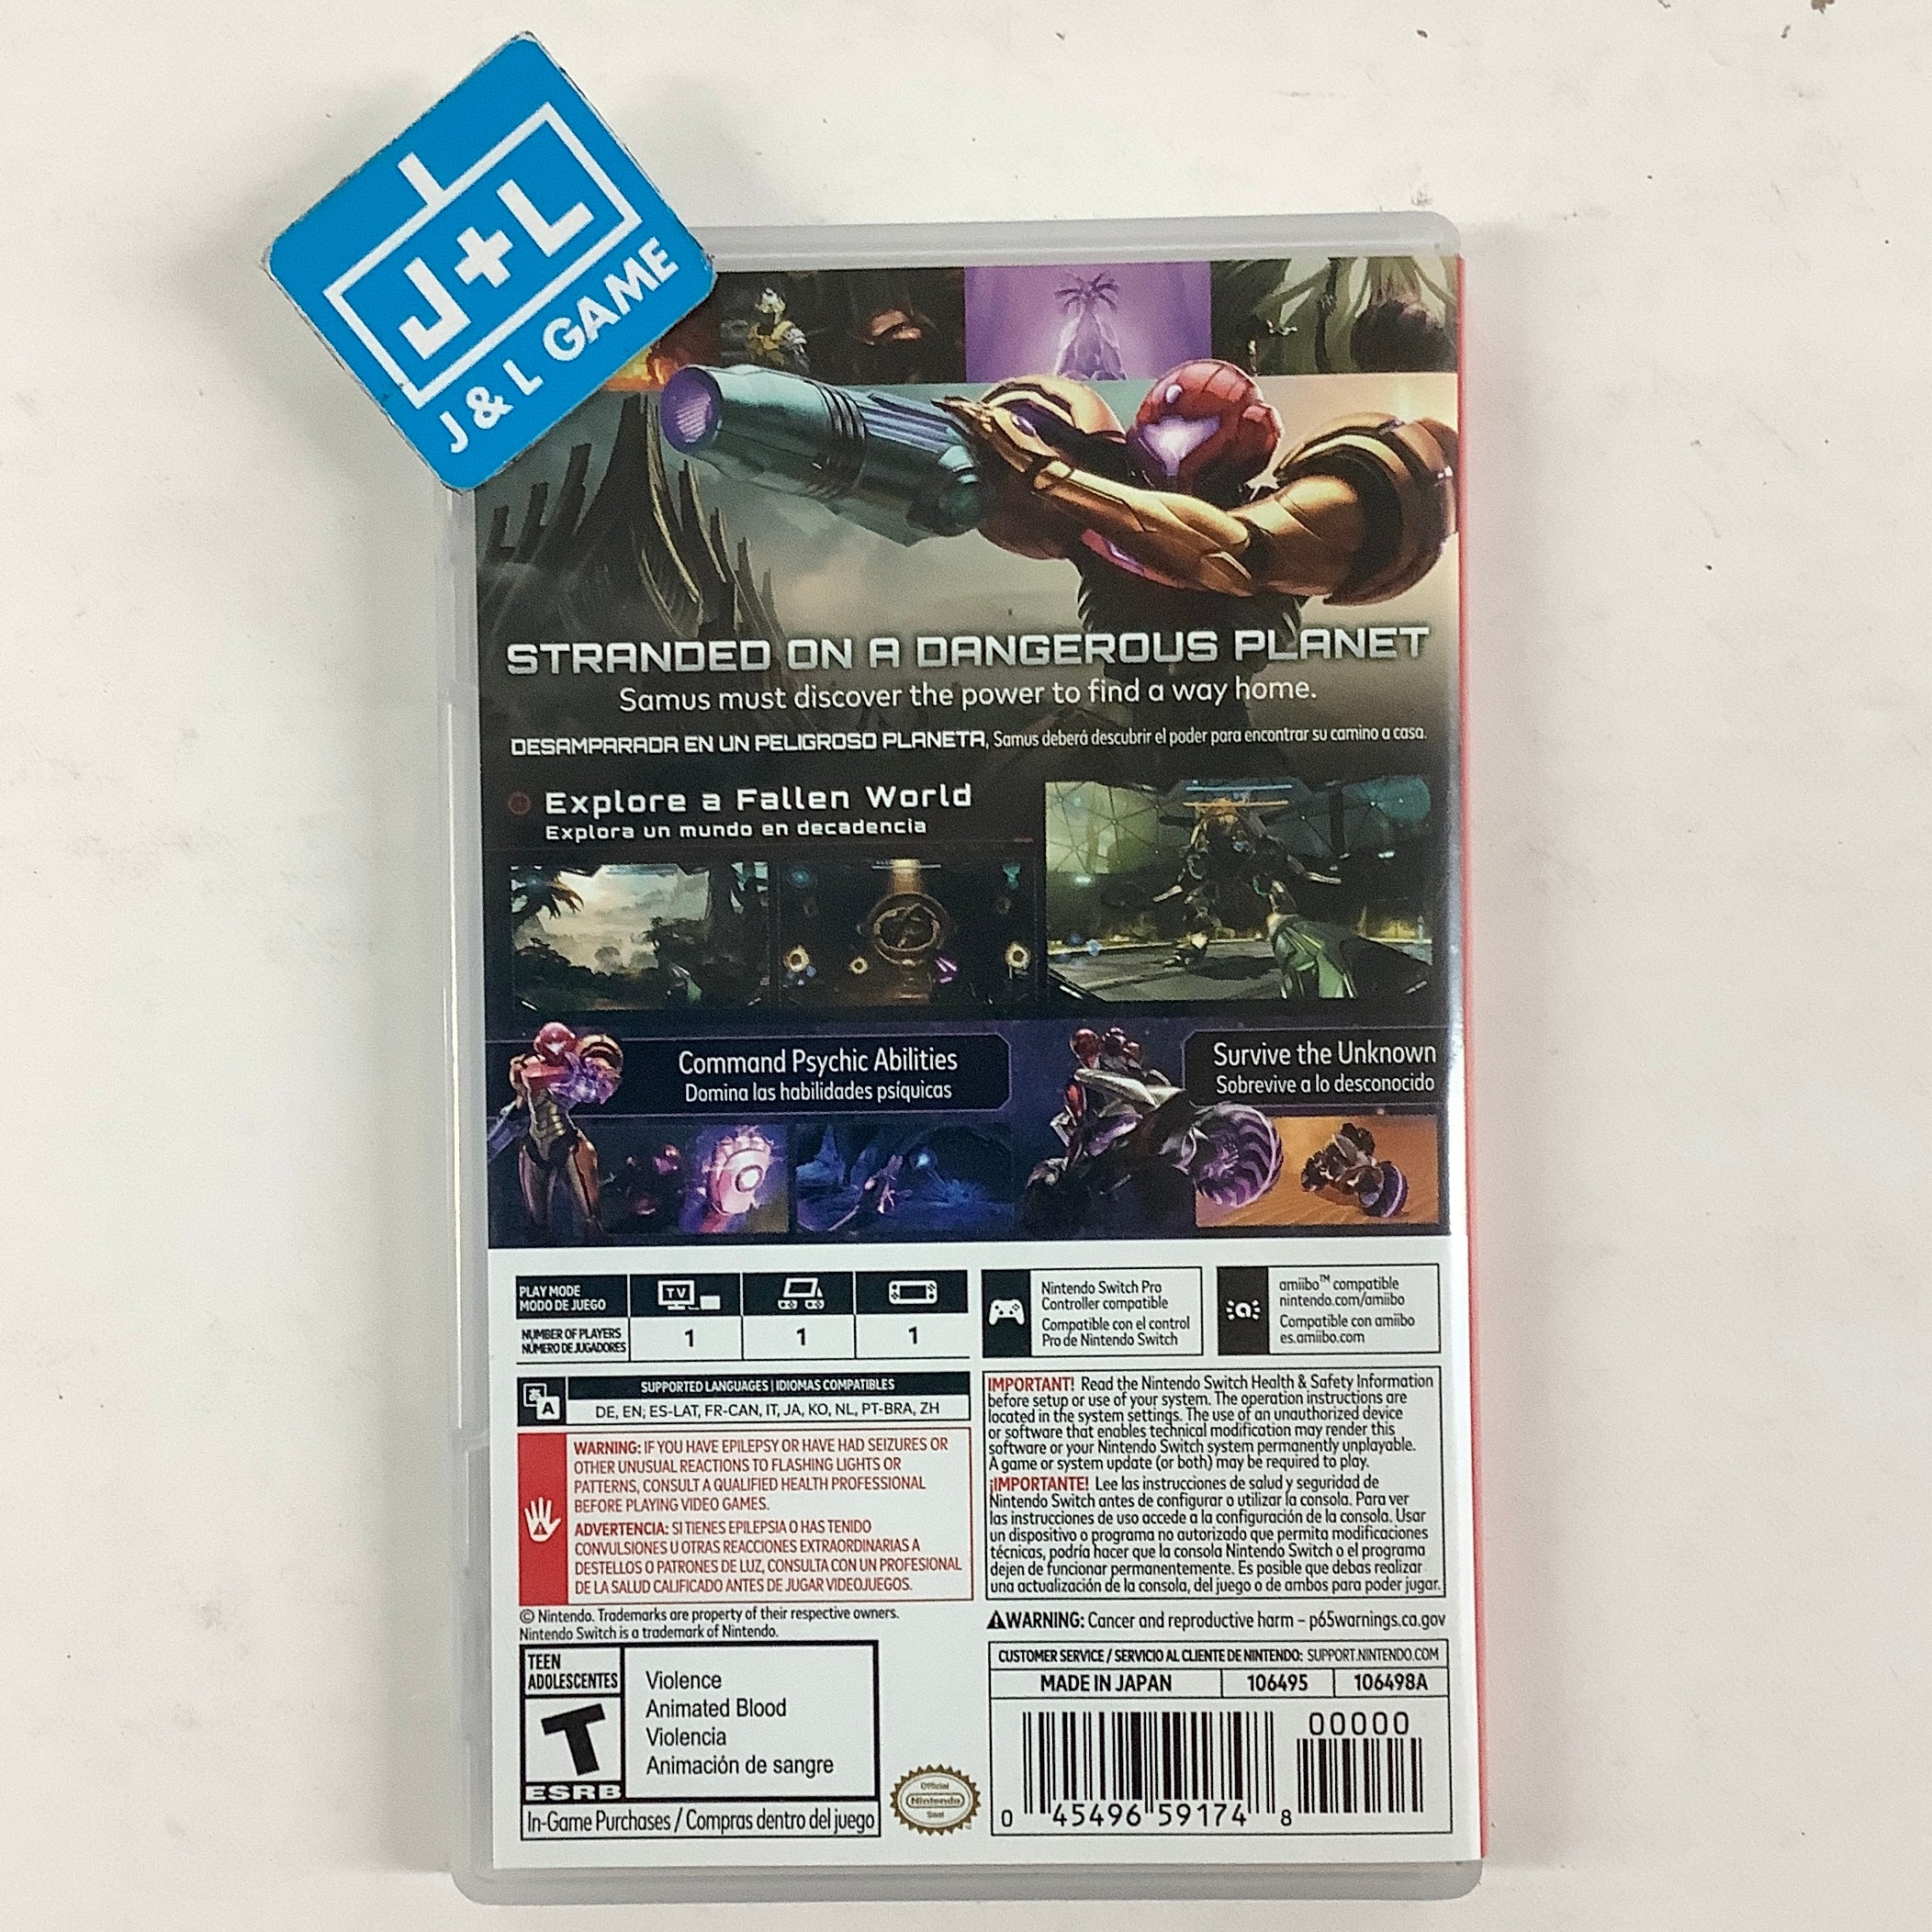 J+L
J & L GAME
STRANDED ON A DANGEROUS PLANET
Samus must discover the power to find a way home.
DESAMPARADA EN UN PELIGROSO PLANETA, Samus deberá descubrir el poder para encontrar su camino a casa.
Explore a Fallen World
Explora un mundo en decadencia
Command Psychic Abilities
Domina las habilidades psíquicas
Survive the Unknown
Sobrevive a lo desconocido
PLAY MODE
MODO DE JUEGO
TV
NUMBER OF PLAYERS
NÚMERO DE JUGADORES
1 1 1
Nintendo Switch Pro
Controller compatible
Compatible con el control
Pro de Nintendo Switch
amiibo™ compatible
nintendo.com/amiibo
Compatible con amiibo
es.amiibo.com
あ A
SUPPORTED LANGUAGES | IDIOMAS COMPATIBLES
DE, EN, ES-LAT, FR-CAN, IT, JA, KO, NL, PT-BRA, ZH
WARNING: IF YOU HAVE EPILEPSY OR HAVE HAD SEIZURES OR
OTHER UNUSUAL REACTIONS TO FLASHING LIGHTS OR
PATTERNS, CONSULT A QUALIFIED HEALTH PROFESSIONAL
BEFORE PLAYING VIDEO GAMES.
ADVERTENCIA: SI TIENES EPILEPSIA O HAS TENIDO
CONVULSIONES U OTRAS REACCIONES EXTRAORDINARIAS A
DESTELLOS O PATRONES DE LUZ, CONSULTA CON UN PROFESIONAL
DE LA SALUD CALIFICADO ANTES DE JUGAR VIDEOJUEGOS.
IMPORTANT! Read the Nintendo Switch Health & Safety Information
before setup or use of your system. The operation instructions are
located in the system settings. The use of an unauthorized device
or software that enables technical modification may render this
software or your Nintendo Switch system permanently unplayable.
A game or system update (or both) may be required to play.
¡IMPORTANTE! Lee las instrucciones de salud y seguridad de
Nintendo Switch antes de configurar o utilizar la consola. Para ver
las instrucciones de uso accede a la configuración de la consola. Usar
un dispositivo o programa no autorizado que permita modificaciones
técnicas, podría hacer que la consola Nintendo Switch o el programa
dejen de funcionar permanentemente. Es posible que debas realizar
una actualización de la consola, del juego o de ambos para poder jugar.
© Nintendo. Trademarks are property of their respective owners.
Nintendo Switch is a trademark of Nintendo.
WARNING: Cancer and reproductive harm – p65warnings.ca.gov
TEEN
ADOLESCENTES
T
ESRB
Violence
Animated Blood
Violencia
Animación de sangre
In-Game Purchases / Compras dentro del juego
Official
Nintendo
Seal
CUSTOMER SERVICE / SERVICIO AL CLIENTE DE NINTENDO: SUPPORT.NINTENDO.COM
MADE IN JAPAN 106495 106498A
00000
0 45496 59174 8